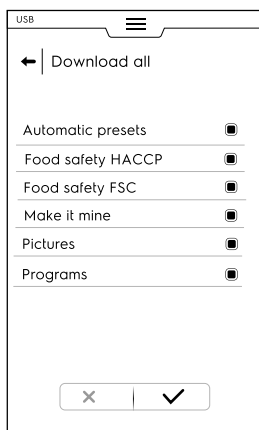 USB
Download all
Automatic presets
Food safety HACCP
Food safety FSC
Make it mine
Pictures
Programs